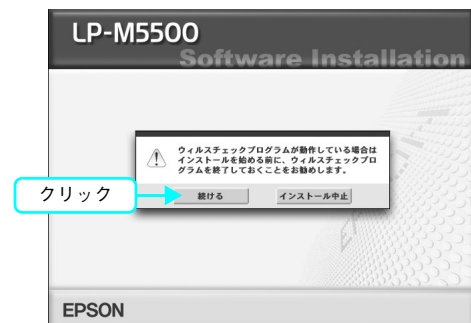 LP-M5500
Software Installation
ウィルスチェックプログラムが動作している場合は
インストールを始める前に、ウィルスチェックプロ
グラムを終了しておくことをお勧めします。
クリック
続ける
インストール中止
EPSON